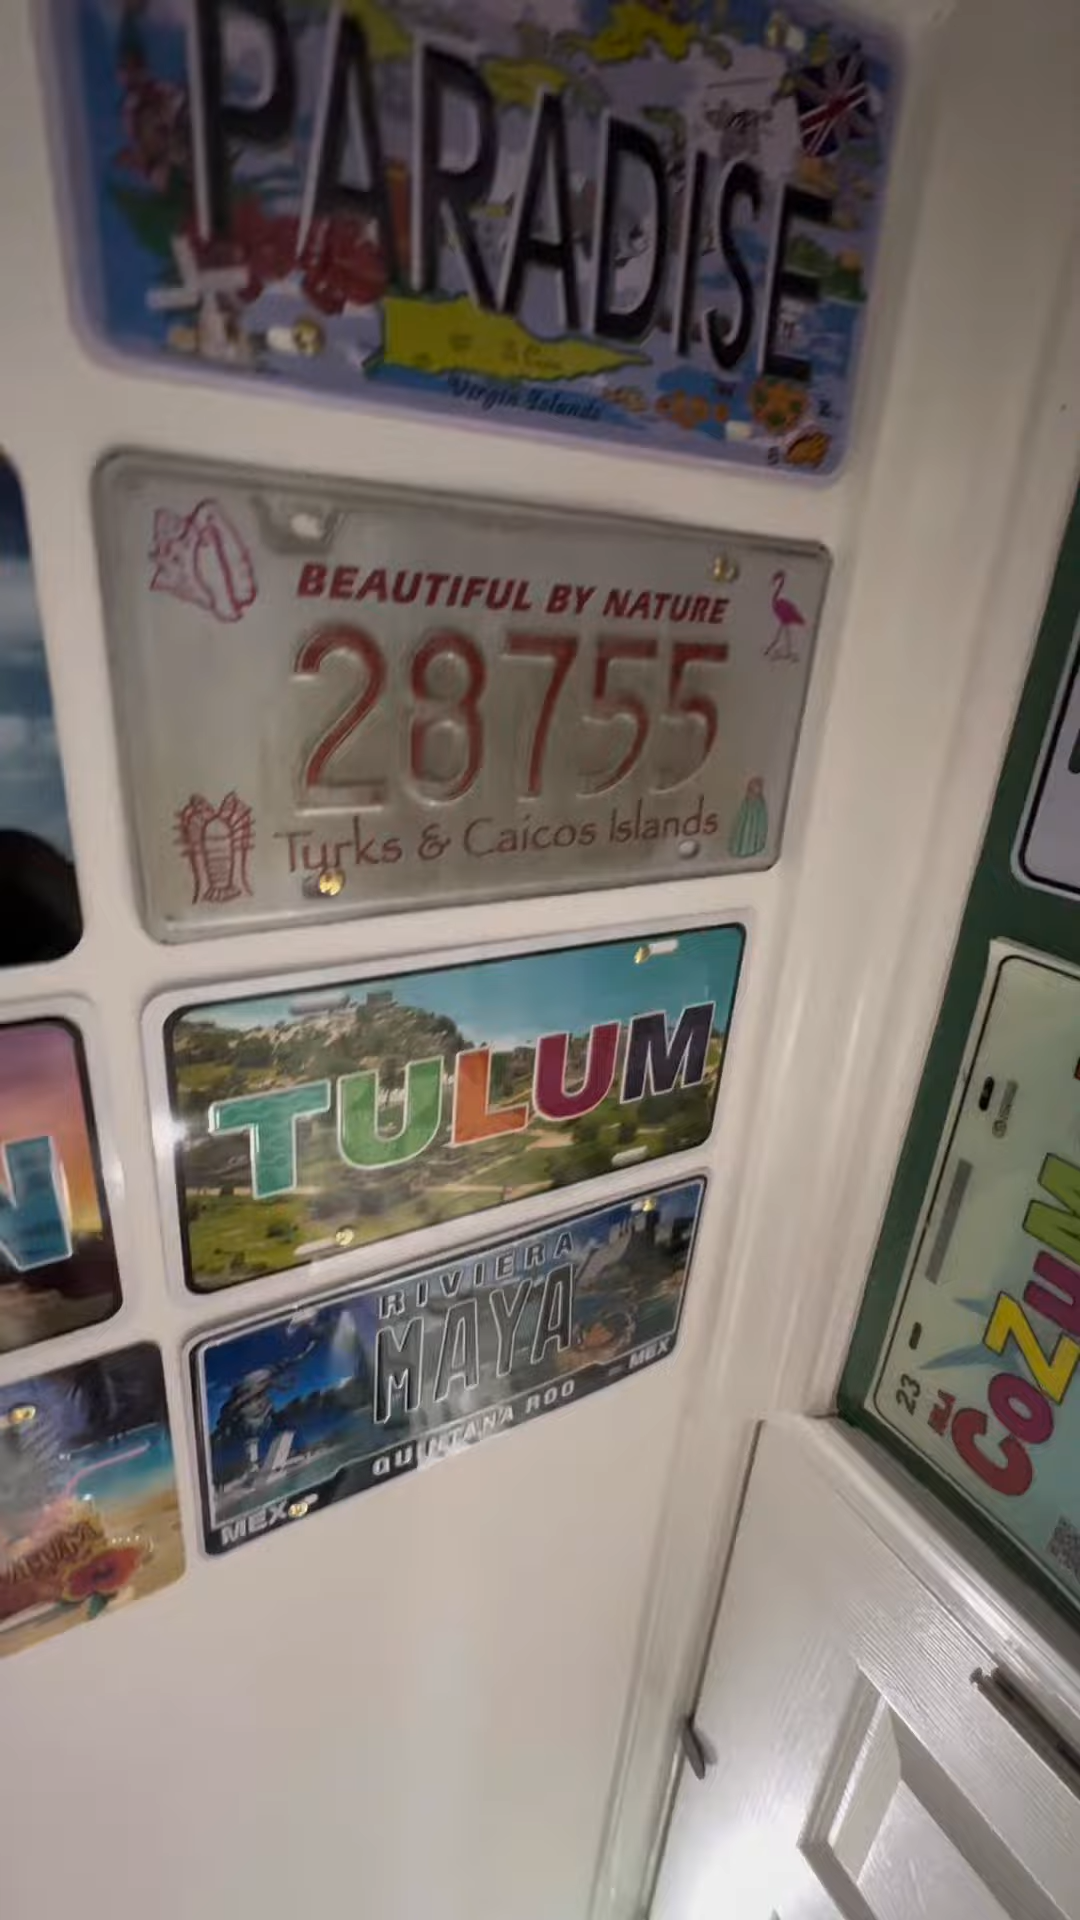 PARADISE
Virgin Islands
BEAUTIFUL BY NATURE
28755
Turks & Caicos Islands
TULUM
N
RIVIERA
MAYA
MEX
QUINTANA ROO
MEX
23
COZUM